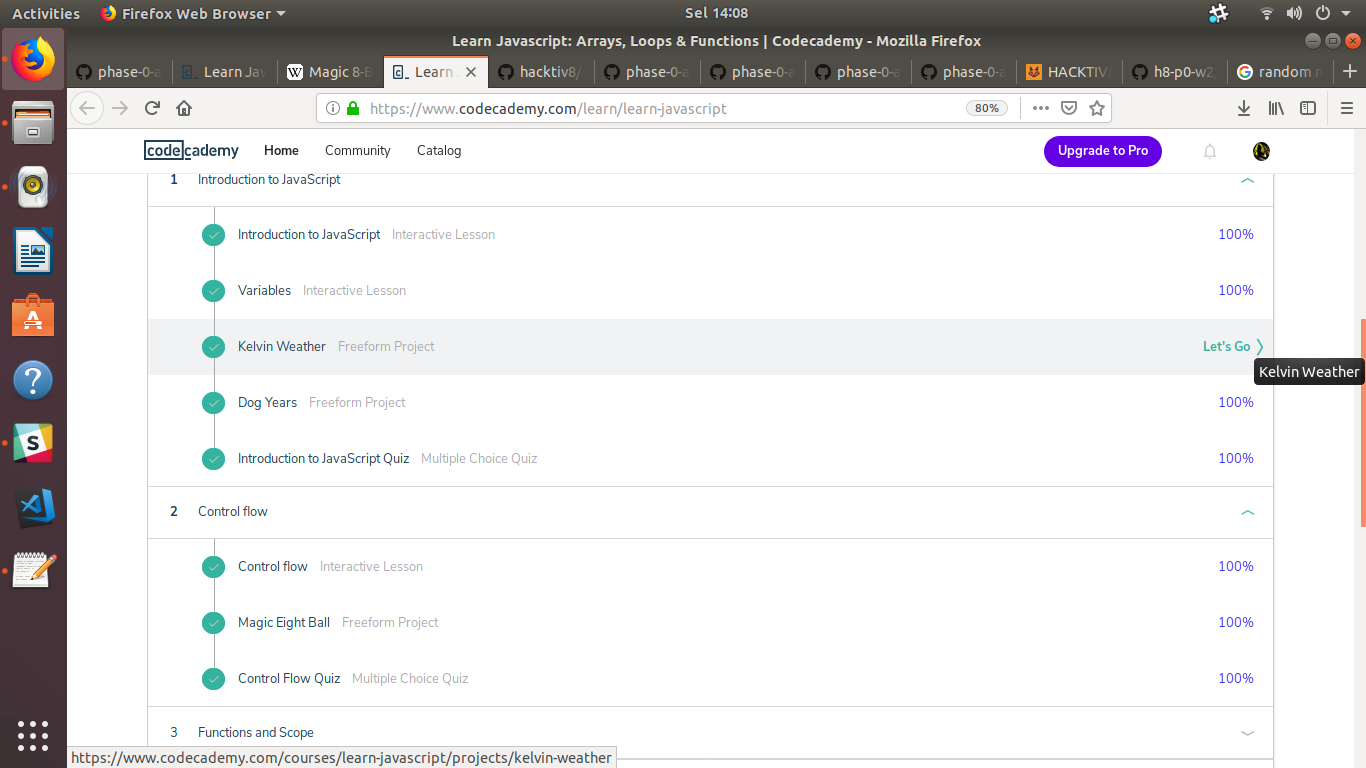 Activities Firefox Web Browser Sel 14:08
Learn Javascript: Arrays, Loops & Functions | Codecademy - Mozilla Firefox
phase-0-a Learn Jav Magic 8-B Learn J hacktiv8/ phase-0-a phase-0-a phase-0-a phase-0-a HACKTIV h8-p0-w2 random n
https://www.codecademy.com/learn/learn-javascript 80%
codecademy Home Community Catalog Upgrade to Pro
1 Introduction to JavaScript
Introduction to JavaScript Interactive Lesson 100%
Variables Interactive Lesson 100%
Kelvin Weather Freeform Project Let's Go
Kelvin Weather
Dog Years Freeform Project 100%
Introduction to JavaScript Quiz Multiple Choice Quiz 100%
2 Control flow
Control flow Interactive Lesson 100%
Magic Eight Ball Freeform Project 100%
Control Flow Quiz Multiple Choice Quiz 100%
3 Functions and Scope
https://www.codecademy.com/courses/learn-javascript/projects/kelvin-weather